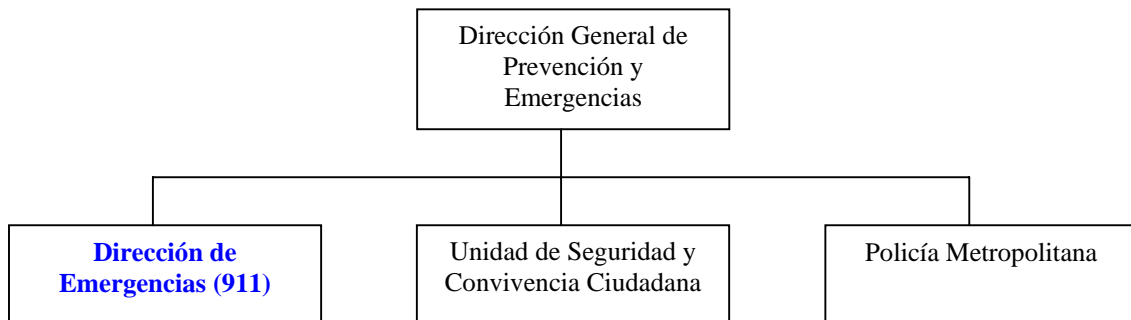 Dirección General de
Prevención y
Emergencias
Dirección de
Emergencias (911)
Unidad de Seguridad y
Convivencia Ciudadana
Policía Metropolitana